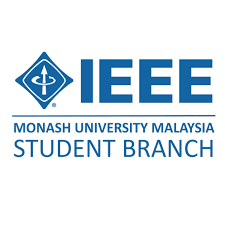 IEEE
MONASH UNIVERSITY MALAYSIA
STUDENT BRANCH